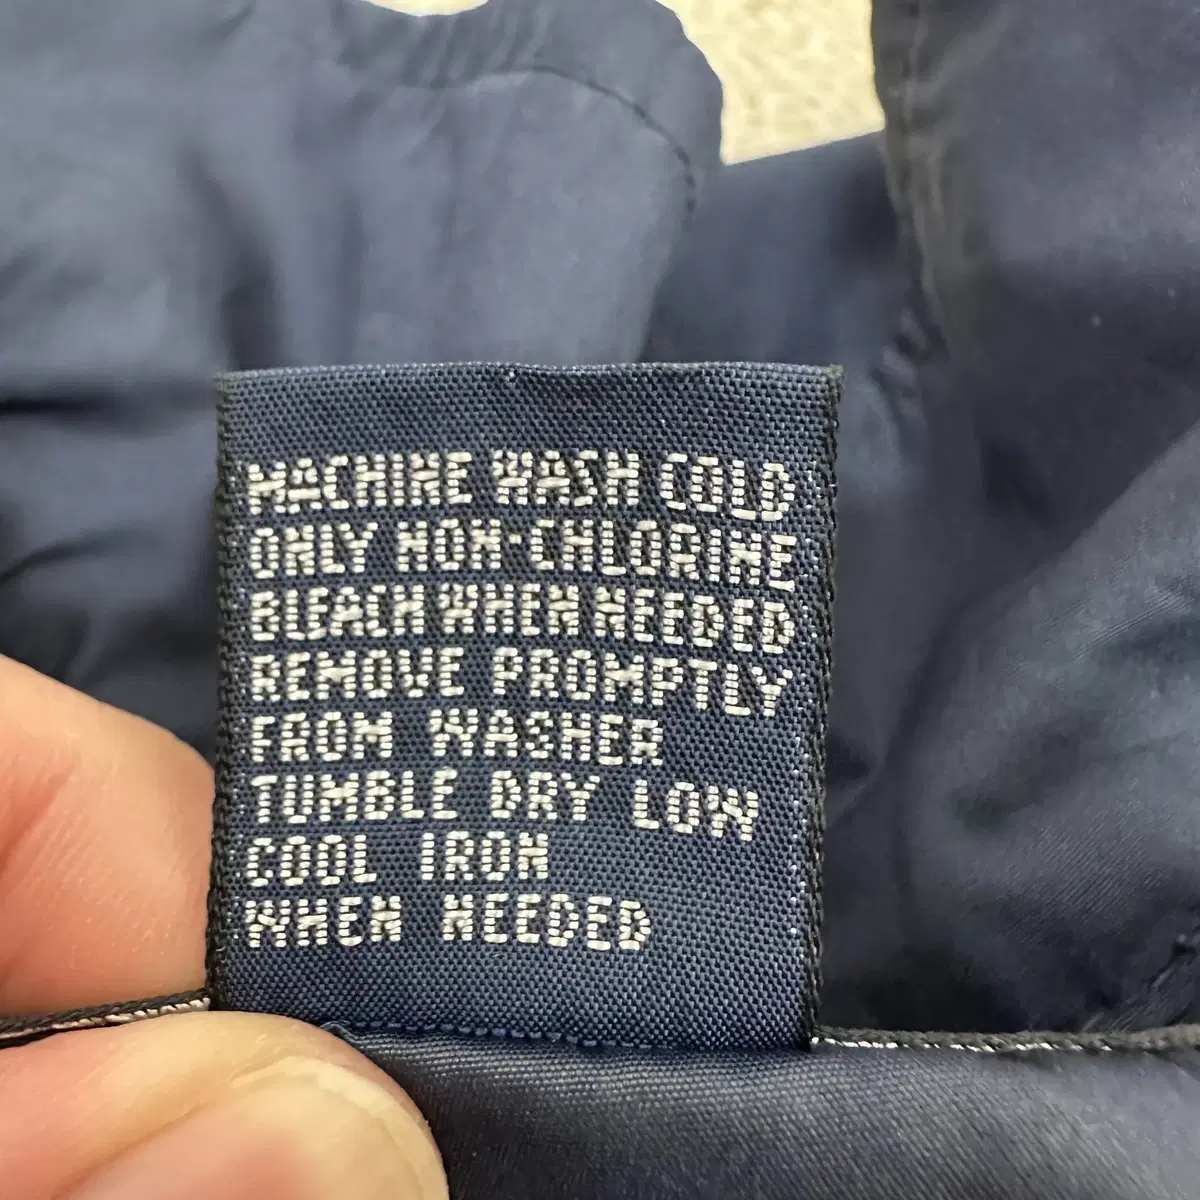 MACHINE WASH COLD
ONLY NON-CHLORINE
BLEACH WHEN NEEDED
REMOVE PROMPTLY
FROM WASHER
TUMBLE DRY LOW
COOL IRON
WHEN NEEDED